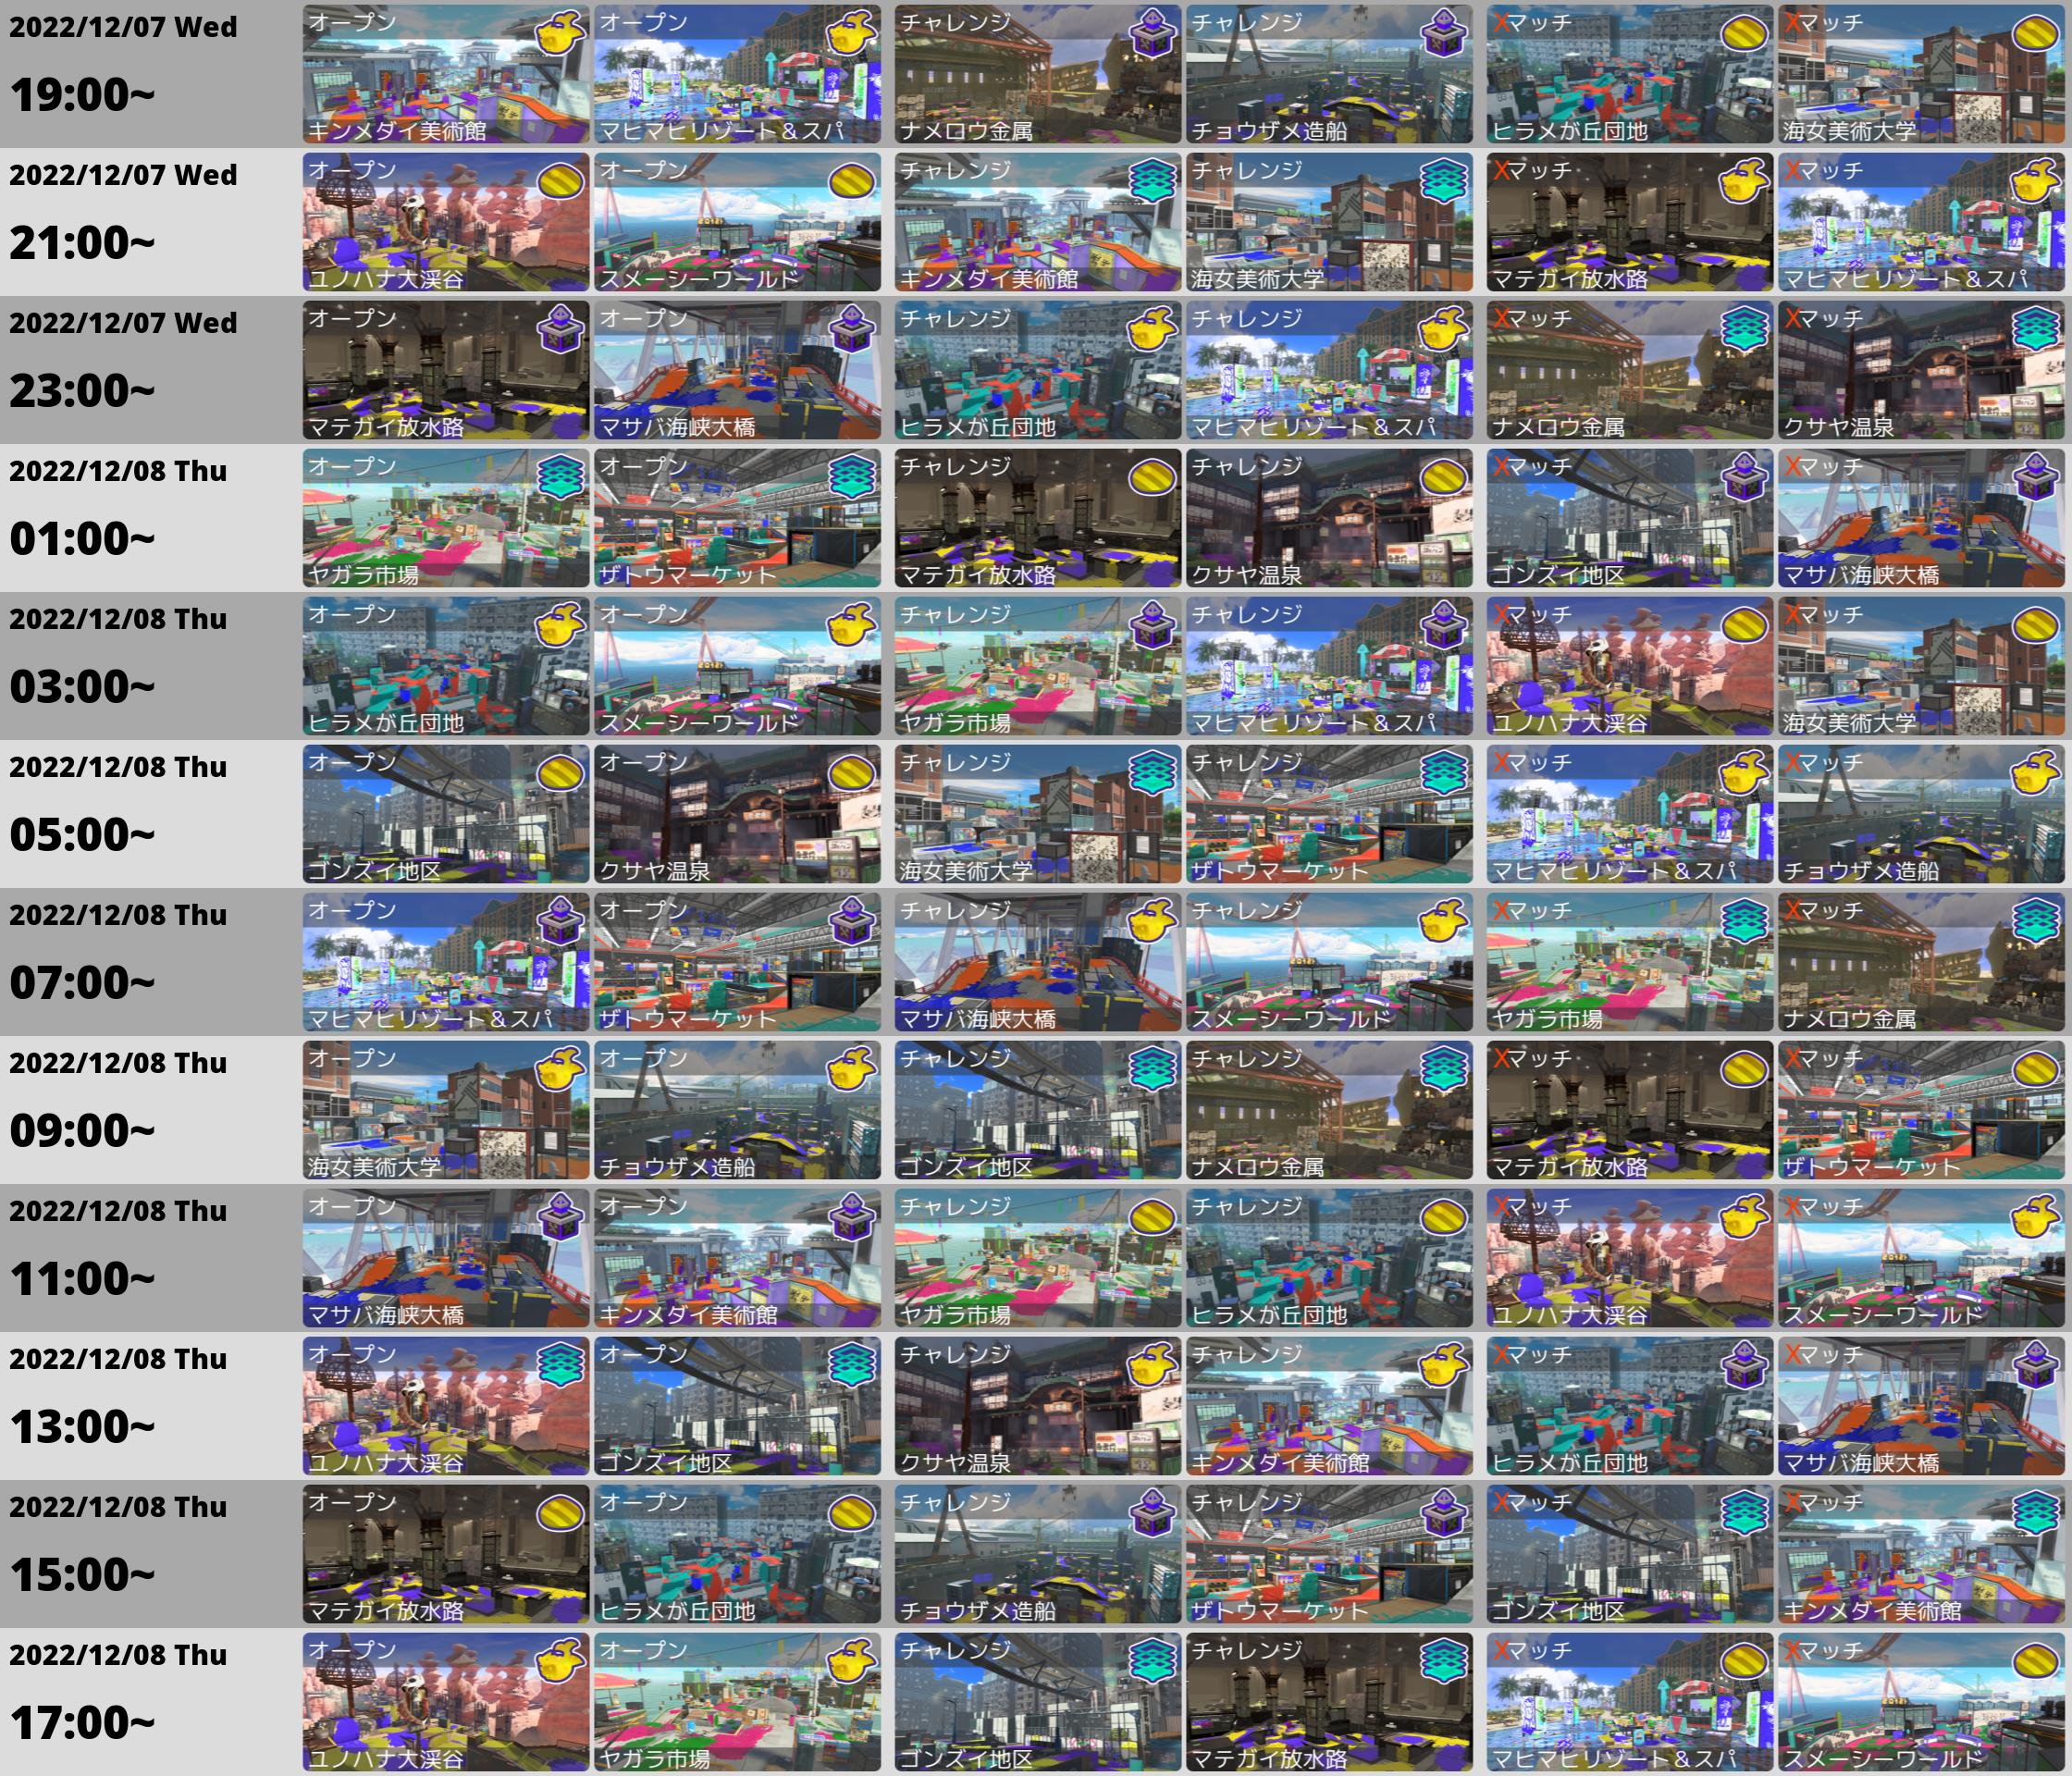 2022/12/07 Wed
19:00~
オープン オープン チャレンジ チャレンジ Xマッチ Xマッチ
キンメダイ美術館 マヒマヒリゾート＆スパ ナメロウ金属 チョウザメ造船 ヒラメが丘団地 海女美術大学
2022/12/07 Wed
21:00~
オープン オープン チャレンジ チャレンジ Xマッチ Xマッチ
ユノハナ大渓谷 スメーシーワールド キンメダイ美術館 海女美術大学 マテガイ放水路 マヒマヒリゾート＆スパ
2022/12/07 Wed
23:00~
オープン オープン チャレンジ チャレンジ Xマッチ Xマッチ
マテガイ放水路 マサバ海峡大橋 ヒラメが丘団地 マヒマヒリゾート＆スパ ナメロウ金属 クサヤ温泉
2022/12/08 Thu
01:00~
オープン オープン チャレンジ チャレンジ Xマッチ Xマッチ
ヤガラ市場 ザトウマーケット マテガイ放水路 クサヤ温泉 ゴンズイ地区 マサバ海峡大橋
2022/12/08 Thu
03:00~
オープン オープン チャレンジ チャレンジ Xマッチ Xマッチ
ヒラメが丘団地 スメーシーワールド ヤガラ市場 マヒマヒリゾート＆スパ ユノハナ大渓谷 海女美術大学
2022/12/08 Thu
05:00~
オープン オープン チャレンジ チャレンジ Xマッチ Xマッチ
ゴンズイ地区 クサヤ温泉 海女美術大学 ザトウマーケット マヒマヒリゾート＆スパ チョウザメ造船
2022/12/08 Thu
07:00~
オープン オープン チャレンジ チャレンジ Xマッチ Xマッチ
マヒマヒリゾート＆スパ ザトウマーケット マサバ海峡大橋 スメーシーワールド ヤガラ市場 ナメロウ金属
2022/12/08 Thu
09:00~
オープン オープン チャレンジ チャレンジ Xマッチ Xマッチ
海女美術大学 チョウザメ造船 ゴンズイ地区 ナメロウ金属 マテガイ放水路 ザトウマーケット
2022/12/08 Thu
11:00~
オープン オープン チャレンジ チャレンジ Xマッチ Xマッチ
マサバ海峡大橋 キンメダイ美術館 ヤガラ市場 ヒラメが丘団地 ユノハナ大渓谷 スメーシーワールド
2022/12/08 Thu
13:00~
オープン オープン チャレンジ チャレンジ Xマッチ Xマッチ
ユノハナ大渓谷 ゴンズイ地区 クサヤ温泉 キンメダイ美術館 ヒラメが丘団地 マサバ海峡大橋
2022/12/08 Thu
15:00~
オープン オープン チャレンジ チャレンジ Xマッチ Xマッチ
マテガイ放水路 ヒラメが丘団地 チョウザメ造船 ザトウマーケット ゴンズイ地区 キンメダイ美術館
2022/12/08 Thu
17:00~
オープン オープン チャレンジ チャレンジ Xマッチ Xマッチ
ユノハナ大渓谷 ヤガラ市場 ゴンズイ地区 マテガイ放水路 マヒマヒリゾート＆スパ スメーシーワールド